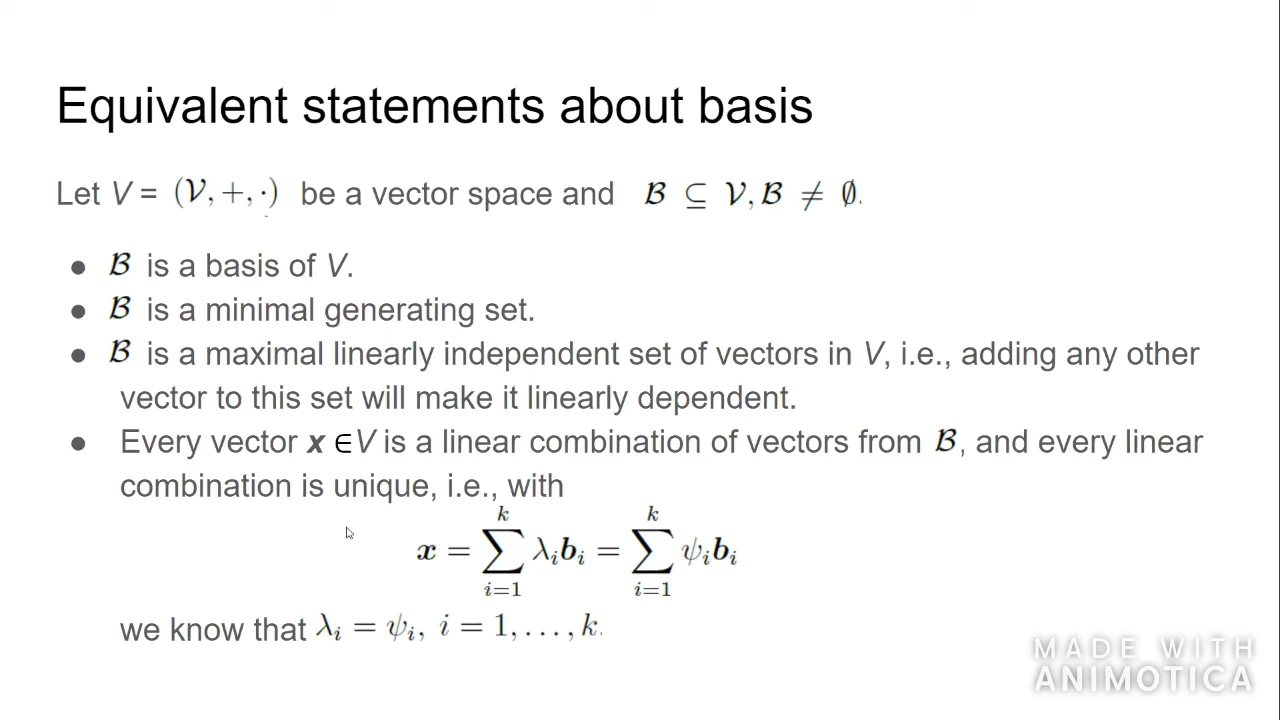 Equivalent statements about basis
Let V = (𝒱, +, ·) be a vector space and ℬ ⊆ 𝒱, ℬ ≠ ∅.
● ℬ is a basis of V.
● ℬ is a minimal generating set.
● ℬ is a maximal linearly independent set of vectors in V, i.e., adding any other
vector to this set will make it linearly dependent.
● Every vector x ∈ V is a linear combination of vectors from ℬ, and every linear
combination is unique, i.e., with
x = ∑_{i=1}^{k} λ_i b_i = ∑_{i=1}^{k} ψ_i b_i
we know that λ_i = ψ_i, i = 1, . . . , k.
MADE WITH
ANIMOTICA